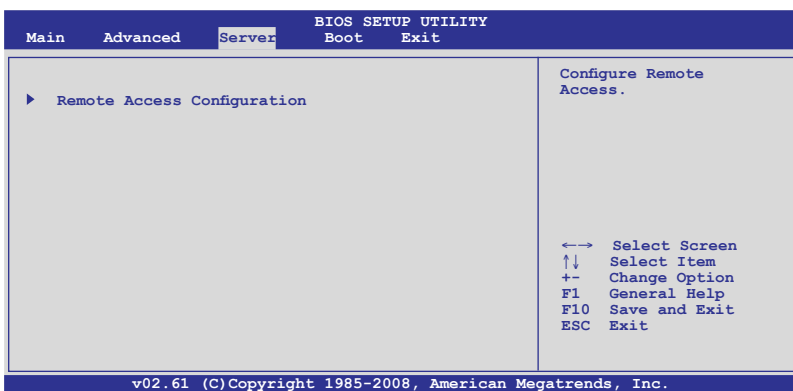 BIOS SETUP UTILITY
Main Advanced Server Boot Exit
Remote Access Configuration
Configure Remote
Access.
←→ Select Screen
↑↓ Select Item
+- Change Option
F1 General Help
F10 Save and Exit
ESC Exit
v02.61 (C)Copyright 1985-2008, American Megatrends, Inc.